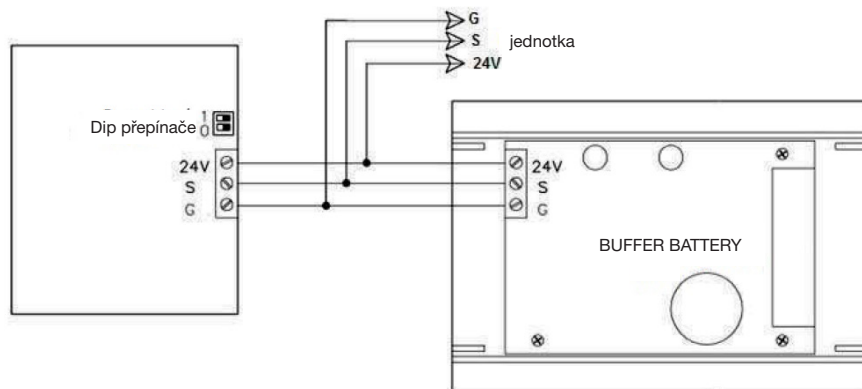 G
S jednotka
24V
1
Dip přepínače 0
24V
S
G
24V
S
G
BUFFER BATTERY